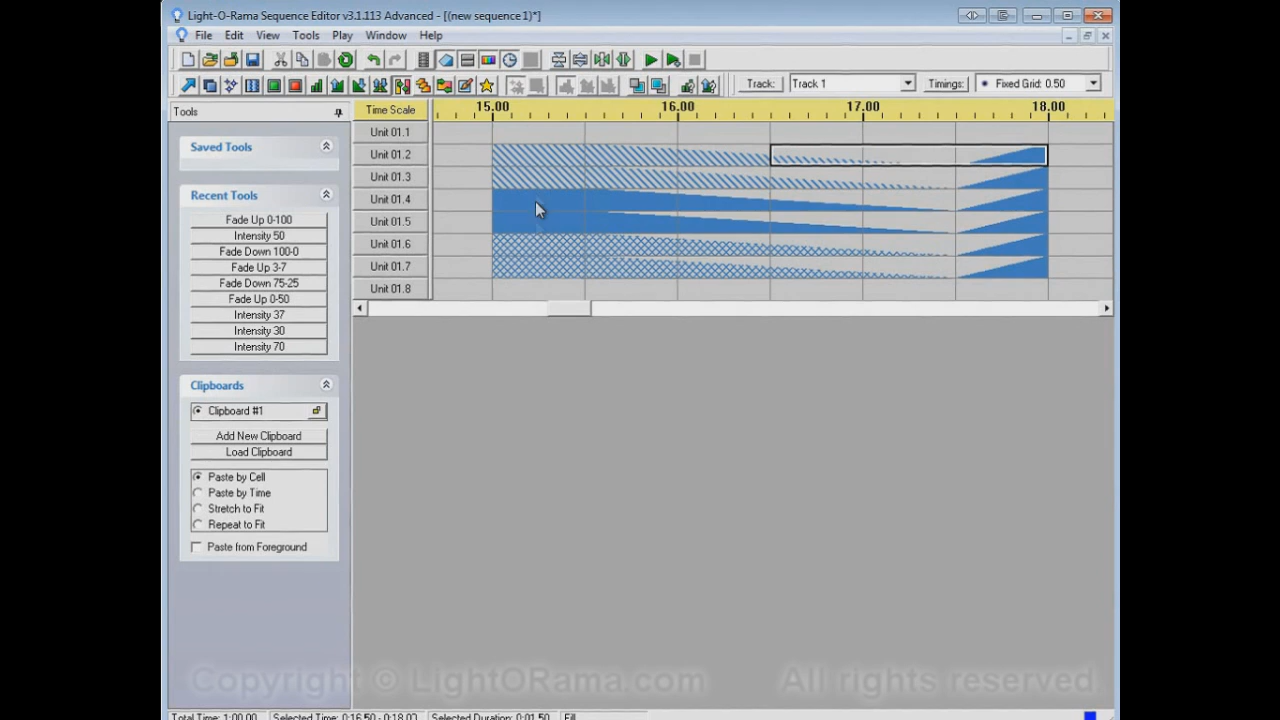 Light-O-Rama Sequence Editor v3.1.113 Advanced - [(new sequence 1)*]
File Edit View Tools Play Window Help
Track: Track 1 Timings: Fixed Grid: 0.50
Tools
Time Scale 15.00 16.00 17.00 18.00
Unit 01.1
Saved Tools
Unit 01.2
Unit 01.3
Recent Tools
Unit 01.4
Fade Up 0-100
Unit 01.5
Intensity 50
Unit 01.6
Fade Down 100-0
Fade Up 3-7
Unit 01.7
Fade Down 75-25
Unit 01.8
Fade Up 0-50
Intensity 37
Intensity 30
Intensity 70
Clipboards
Clipboard #1
Add New Clipboard
Load Clipboard
Paste by Cell
Paste by Time
Stretch to Fit
Repeat to Fit
Paste from Foreground
Copyright © LightORama.com All rights reserved
Total Time: 1:00.00 Selected Time: 0:16.50 - 0:18.00 Selected Duration: 0:01.50 Fill